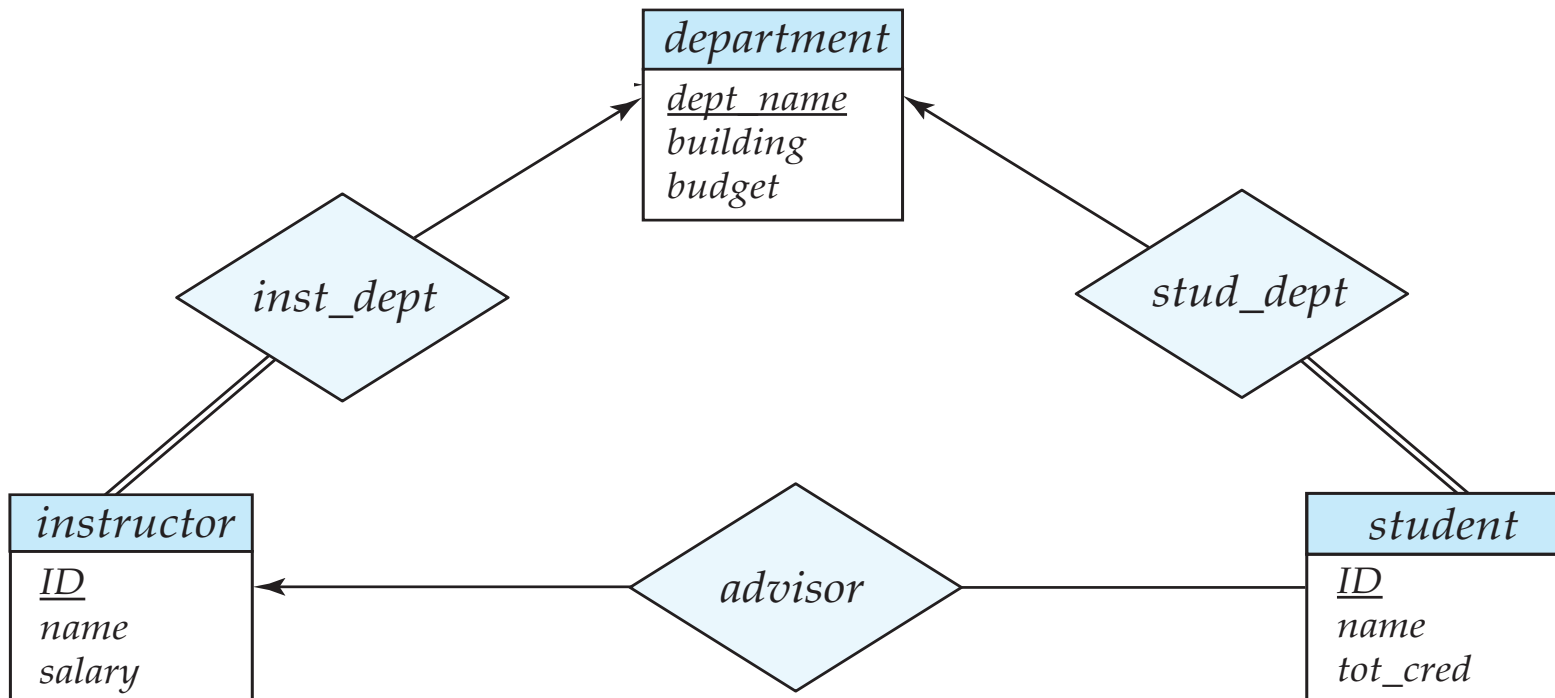 department
dept_name
building
budget
inst_dept
stud_dept
instructor
ID
name
salary
advisor
student
ID
name
tot_cred